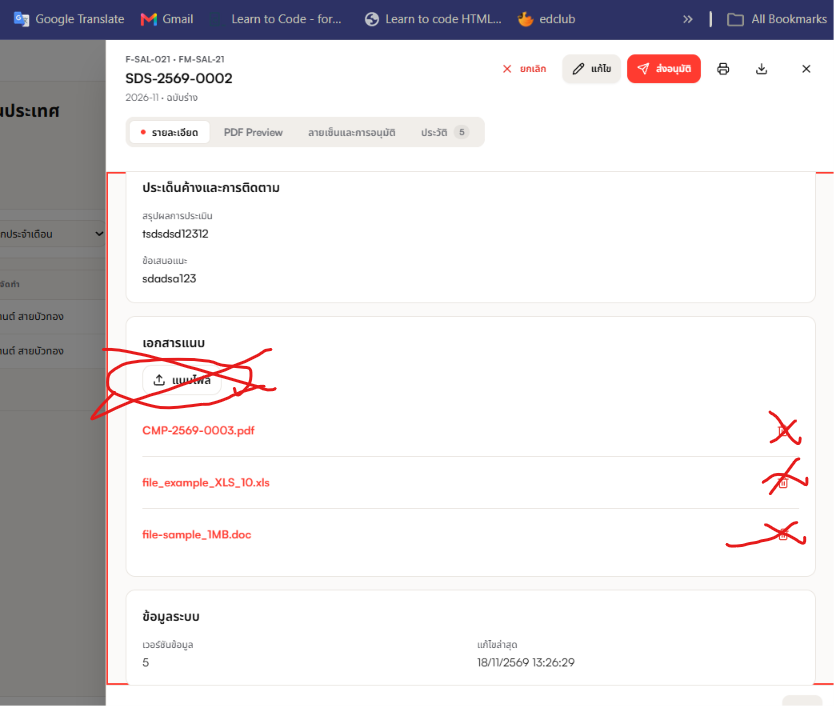 Google Translate Gmail Learn to Code - for... Learn to code HTML... edclub » All Bookmarks
F-SAL-021 • FM-SAL-21
SDS-2569-0002
ยกเลิก แก้ไข ส่งอนุมัติ
2026-11 • ฉบับร่าง
นประเทศ
รายละเอียด PDF Preview ลายเซ็นและการอนุมัติ ประวัติ 5
ประเด็นค้างและการติดตาม
สรุปผลการประเมิน
tsdsdsd12312
กประจำเดือน
ข้อเสนอแนะ
sdadsa123
จัดทำ
นต์ สายบัวทอง
เอกสารแนบ
นต์ สายบัวทอง
แนบไฟล์
CMP-2569-0003.pdf
file_example_XLS_10.xls
file-sample_1MB.doc
ข้อมูลระบบ
เวอร์ชันข้อมูล แก้ไขล่าสุด
5 18/11/2569 13:26:29